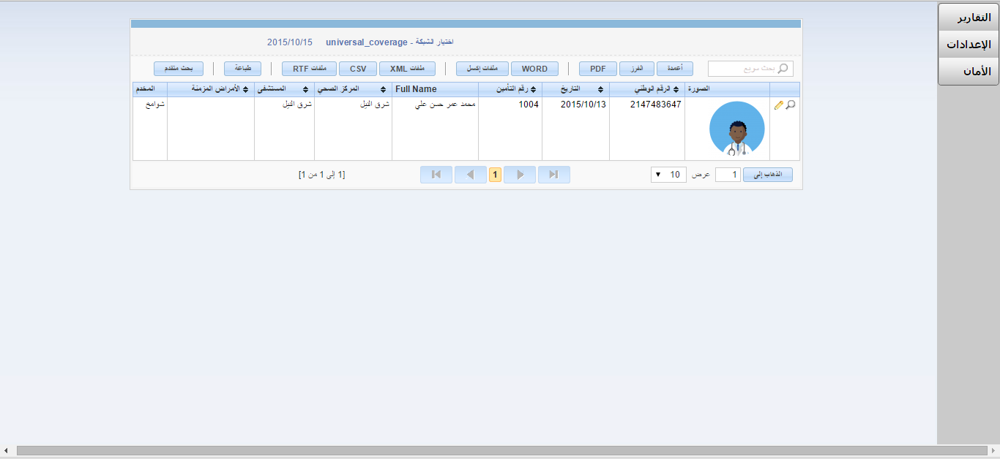 التقارير
الإعدادات
الأمان
اختيار الشبكة - universal_coverage 2015/10/15
بحث سريع أعمدة الفرز PDF WORD ملفات إكسل ملفات XML CSV ملفات RTF طباعة بحث متقدم
الصورة الرقم الوطني التاريخ رقم التأمين Full Name المركز الصحي المستشفى الأمراض المزمنة المخدم
2147483647 2015/10/13 1004 محمد عمر حسن علي شرق النيل شرق النيل شوامخ
الذهاب إلى 1 عرض 10 1 [1 إلى 1 من 1]